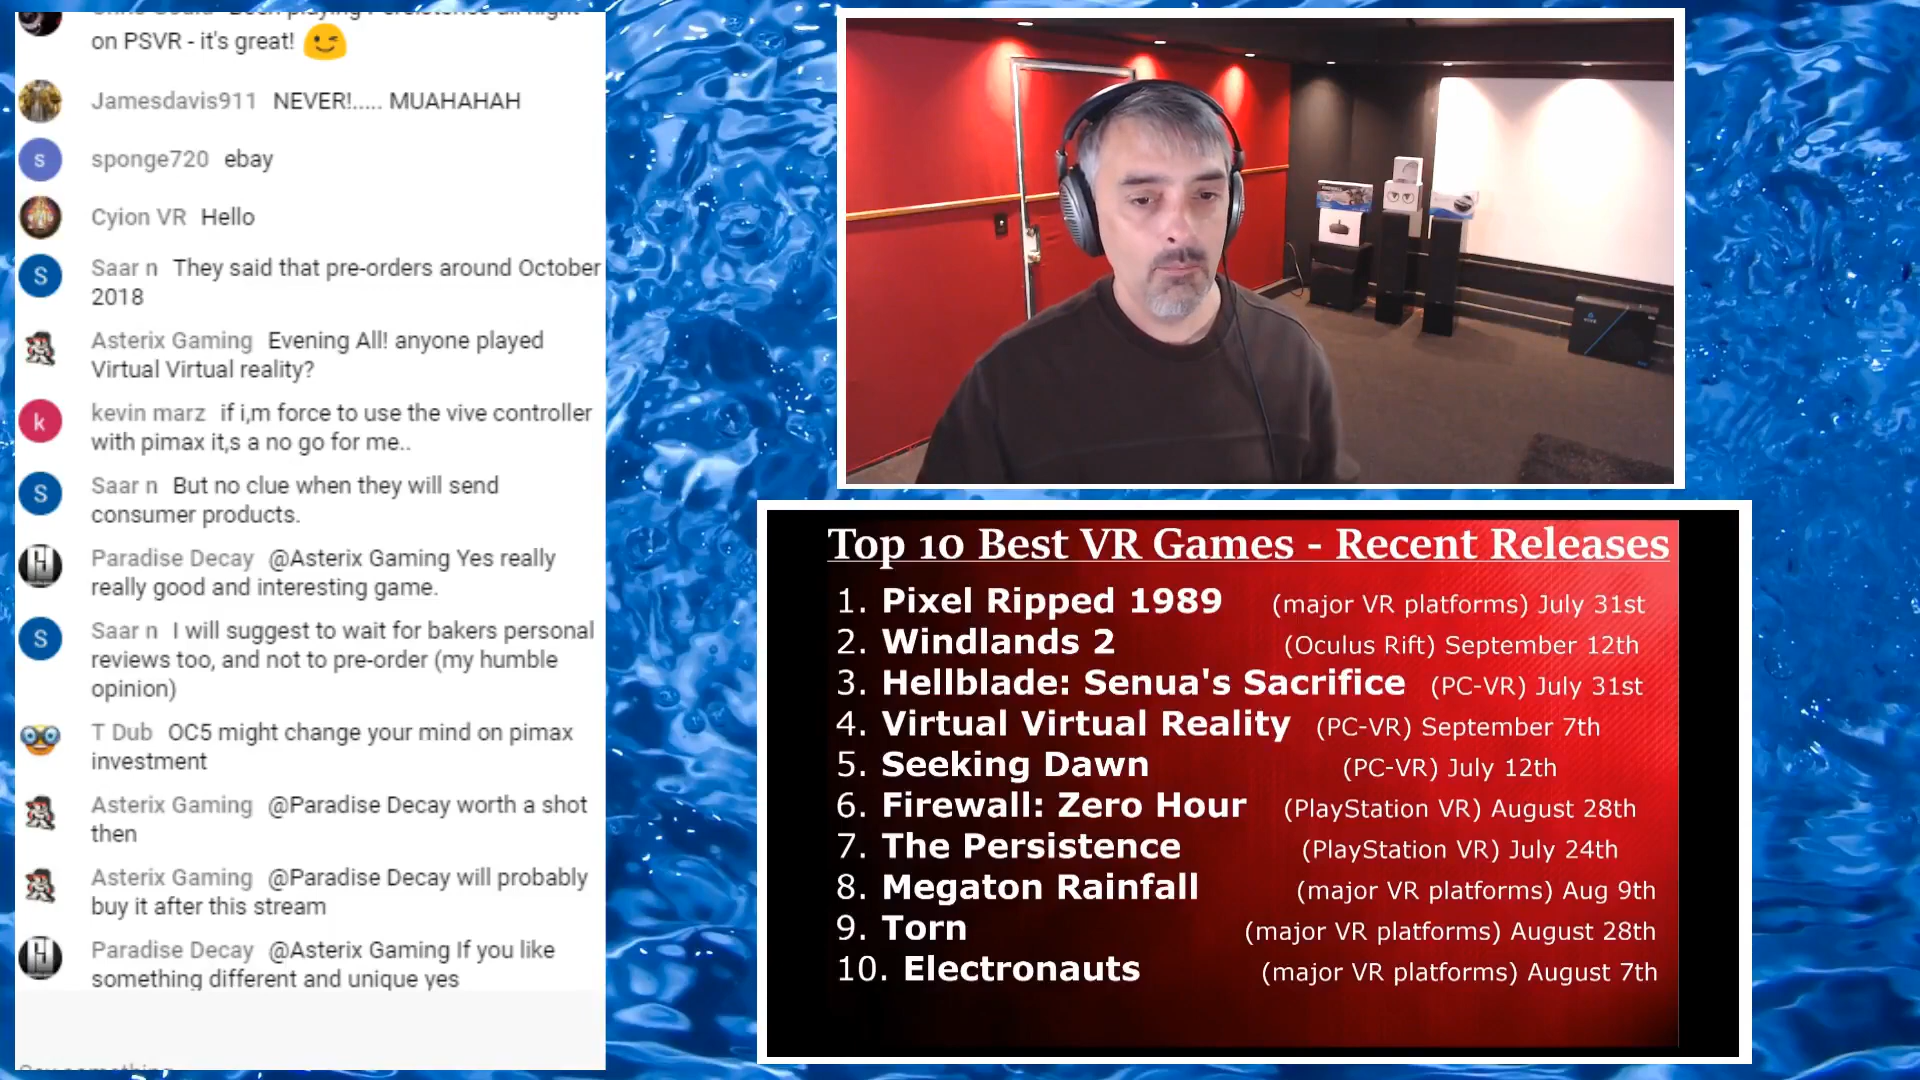 on PSVR - it's great!
Jamesdavis911 NEVER!..... MUAHAHAH
s sponge720 ebay
Cyion VR Hello
S Saar n They said that pre-orders around October
2018
Asterix Gaming Evening All! anyone played
Virtual Virtual reality?
k kevin marz if i,m force to use the vive controller
with pimax it,s a no go for me..
S Saar n But no clue when they will send
consumer products.
Paradise Decay @Asterix Gaming Yes really
really good and interesting game.
S Saar n I will suggest to wait for bakers personal
reviews too, and not to pre-order (my humble
opinion)
T Dub OC5 might change your mind on pimax
investment
Asterix Gaming @Paradise Decay worth a shot
then
Asterix Gaming @Paradise Decay will probably
buy it after this stream
Paradise Decay @Asterix Gaming If you like
something different and unique yes
Top 10 Best VR Games - Recent Releases
1. Pixel Ripped 1989 (major VR platforms) July 31st
2. Windlands 2 (Oculus Rift) September 12th
3. Hellblade: Senua's Sacrifice (PC-VR) July 31st
4. Virtual Virtual Reality (PC-VR) September 7th
5. Seeking Dawn (PC-VR) July 12th
6. Firewall: Zero Hour (PlayStation VR) August 28th
7. The Persistence (PlayStation VR) July 24th
8. Megaton Rainfall (major VR platforms) Aug 9th
9. Torn (major VR platforms) August 28th
10. Electronauts (major VR platforms) August 7th